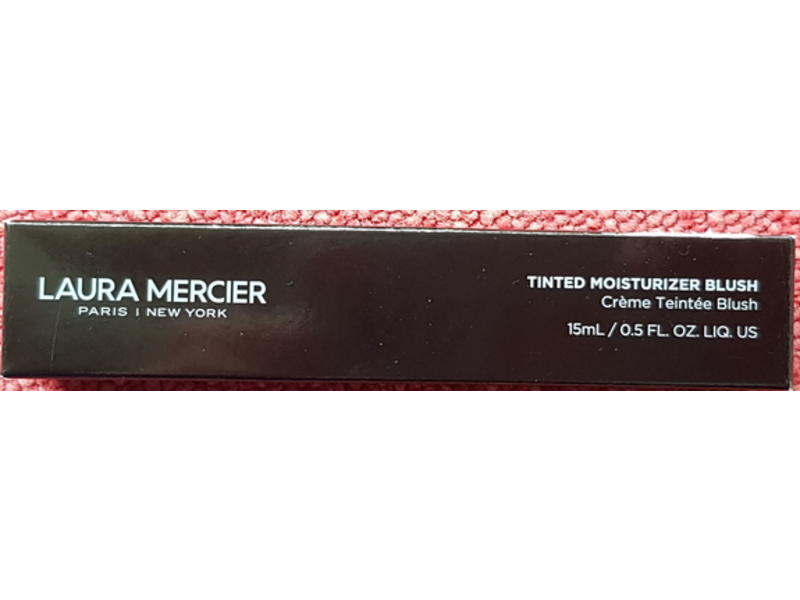 LAURA MERCIER
PARIS | NEW YORK
TINTED MOISTURIZER BLUSH
Crème Teintée Blush
15mL / 0.5 FL. OZ. LIQ. US